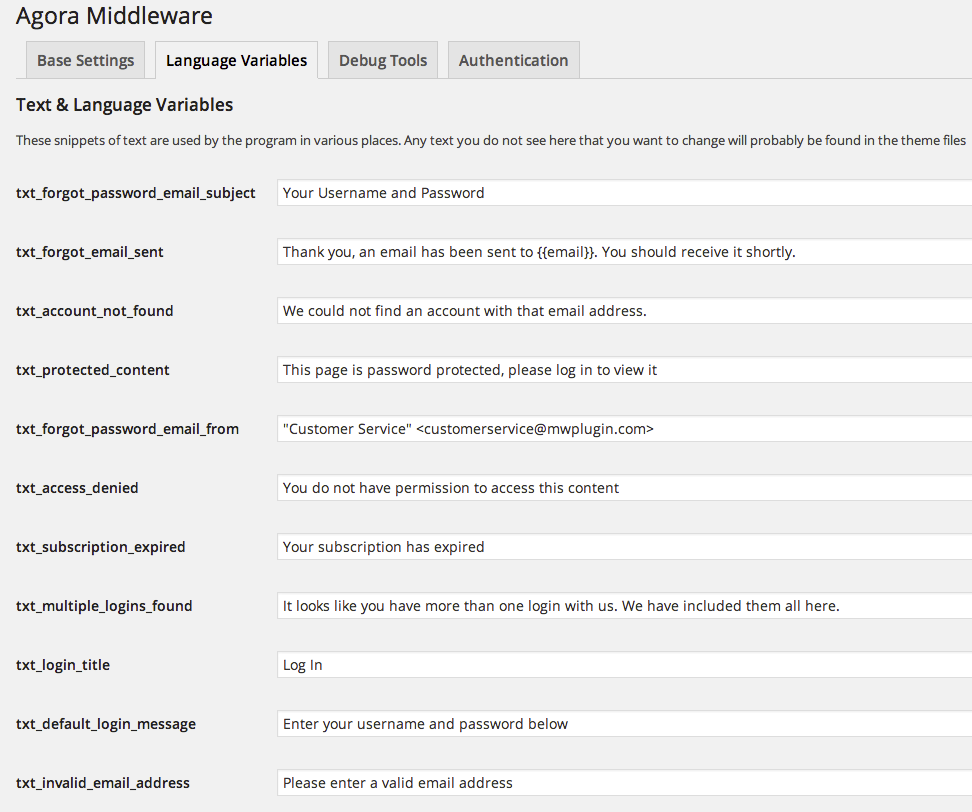 Agora Middleware
Base Settings Language Variables Debug Tools Authentication
Text & Language Variables
These snippets of text are used by the program in various places. Any text you do not see here that you want to change will probably be found in the theme files
txt_forgot_password_email_subject Your Username and Password
txt_forgot_email_sent Thank you, an email has been sent to {{email}}. You should receive it shortly.
txt_account_not_found We could not find an account with that email address.
txt_protected_content This page is password protected, please log in to view it
txt_forgot_password_email_from "Customer Service" <customerservice@mwplugin.com>
txt_access_denied You do not have permission to access this content
txt_subscription_expired Your subscription has expired
txt_multiple_logins_found It looks like you have more than one login with us. We have included them all here.
txt_login_title Log In
txt_default_login_message Enter your username and password below
txt_invalid_email_address Please enter a valid email address